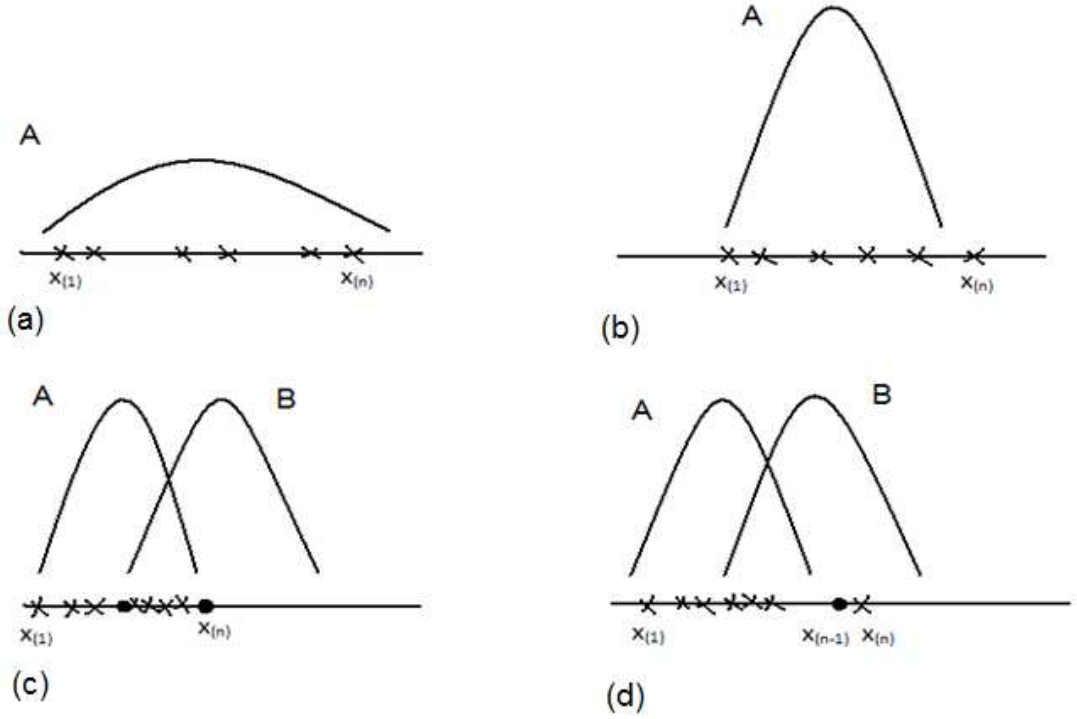 A
x(1) x(n)
(a)
A
x(1) x(n)
(b)
A B
x(1) x(n)
(c)
A B
x(1) x(n-1) x(n)
(d)